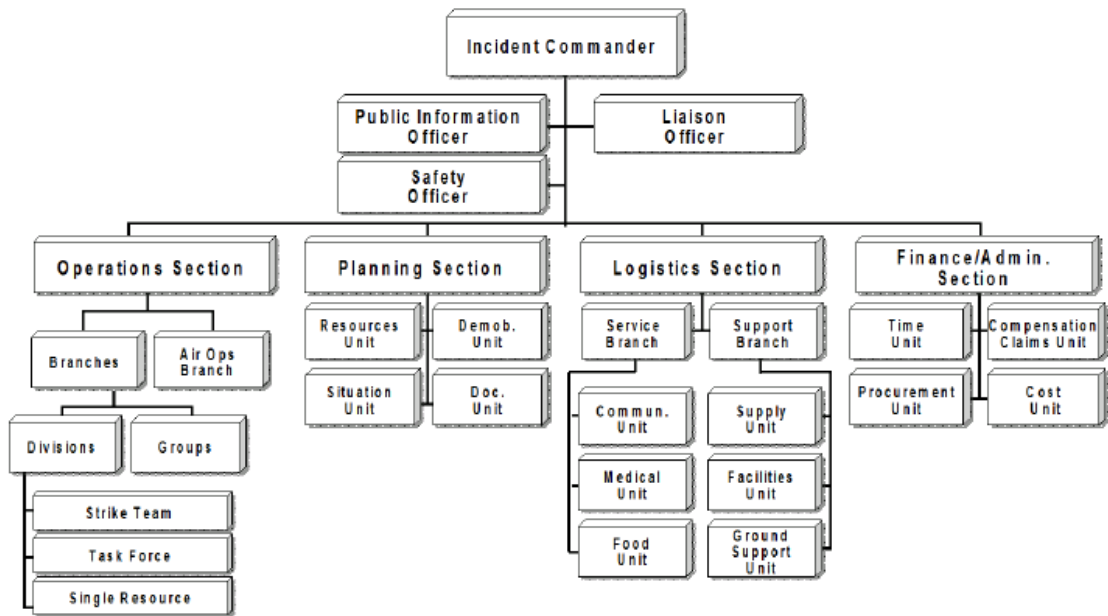 Incident Commander
Public Information
Officer
Liaison
Officer
Safety
Officer
Operations Section
Planning Section
Logistics Section
Finance/Admin.
Section
Branches
Air Ops
Branch
Divisions
Groups
Strike Team
Task Force
Single Resource
Resources
Unit
Demob.
Unit
Situation
Unit
Doc.
Unit
Service
Branch
Support
Branch
Commun.
Unit
Supply
Unit
Medical
Unit
Facilities
Unit
Food
Unit
Ground
Support
Unit
Time
Unit
Compensation
Claims Unit
Procurement
Unit
Cost
Unit